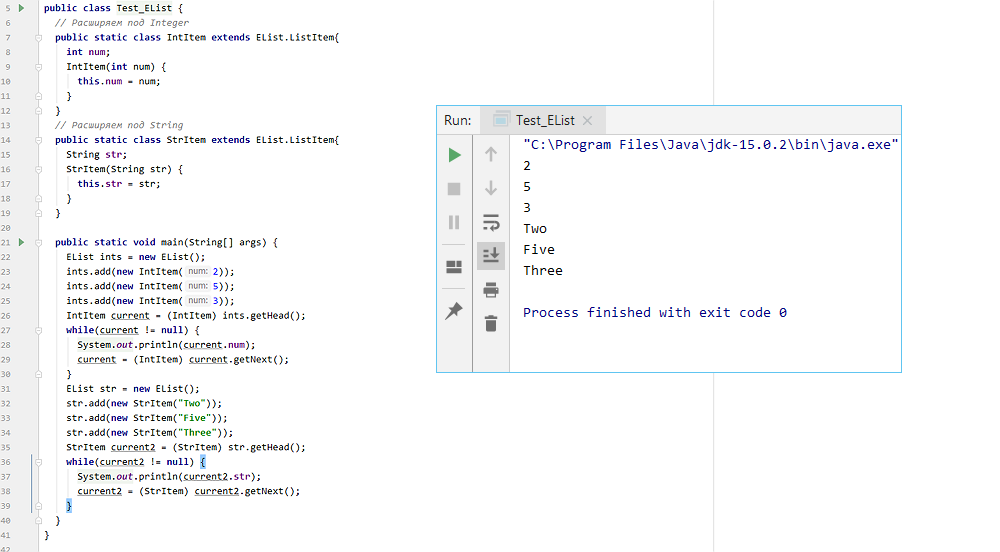 5 public class Test_EList {
6 // Расширяем под Integer
7 public static class IntItem extends EList.ListItem{
8 int num;
9 IntItem(int num) {
10 this.num = num;
11 }
12 }
13 // Расширяем под String
14 public static class StrItem extends EList.ListItem{
15 String str;
16 StrItem(String str) {
17 this.str = str;
18 }
19 }
20
21 public static void main(String[] args) {
22 EList ints = new EList();
23 ints.add(new IntItem( num: 2));
24 ints.add(new IntItem( num: 5));
25 ints.add(new IntItem( num: 3));
26 IntItem current = (IntItem) ints.getHead();
27 while(current != null) {
28 System.out.println(current.num);
29 current = (IntItem) current.getNext();
30 }
31 EList str = new EList();
32 str.add(new StrItem("Two"));
33 str.add(new StrItem("Five"));
34 str.add(new StrItem("Three"));
35 StrItem current2 = (StrItem) str.getHead();
36 while(current2 != null) {
37 System.out.println(current2.str);
38 current2 = (StrItem) current2.getNext();
39 }
40 }
41 }
42
Run: Test_EList
"C:\Program Files\Java\jdk-15.0.2\bin\java.exe"
2
5
3
Two
Five
Three
Process finished with exit code 0